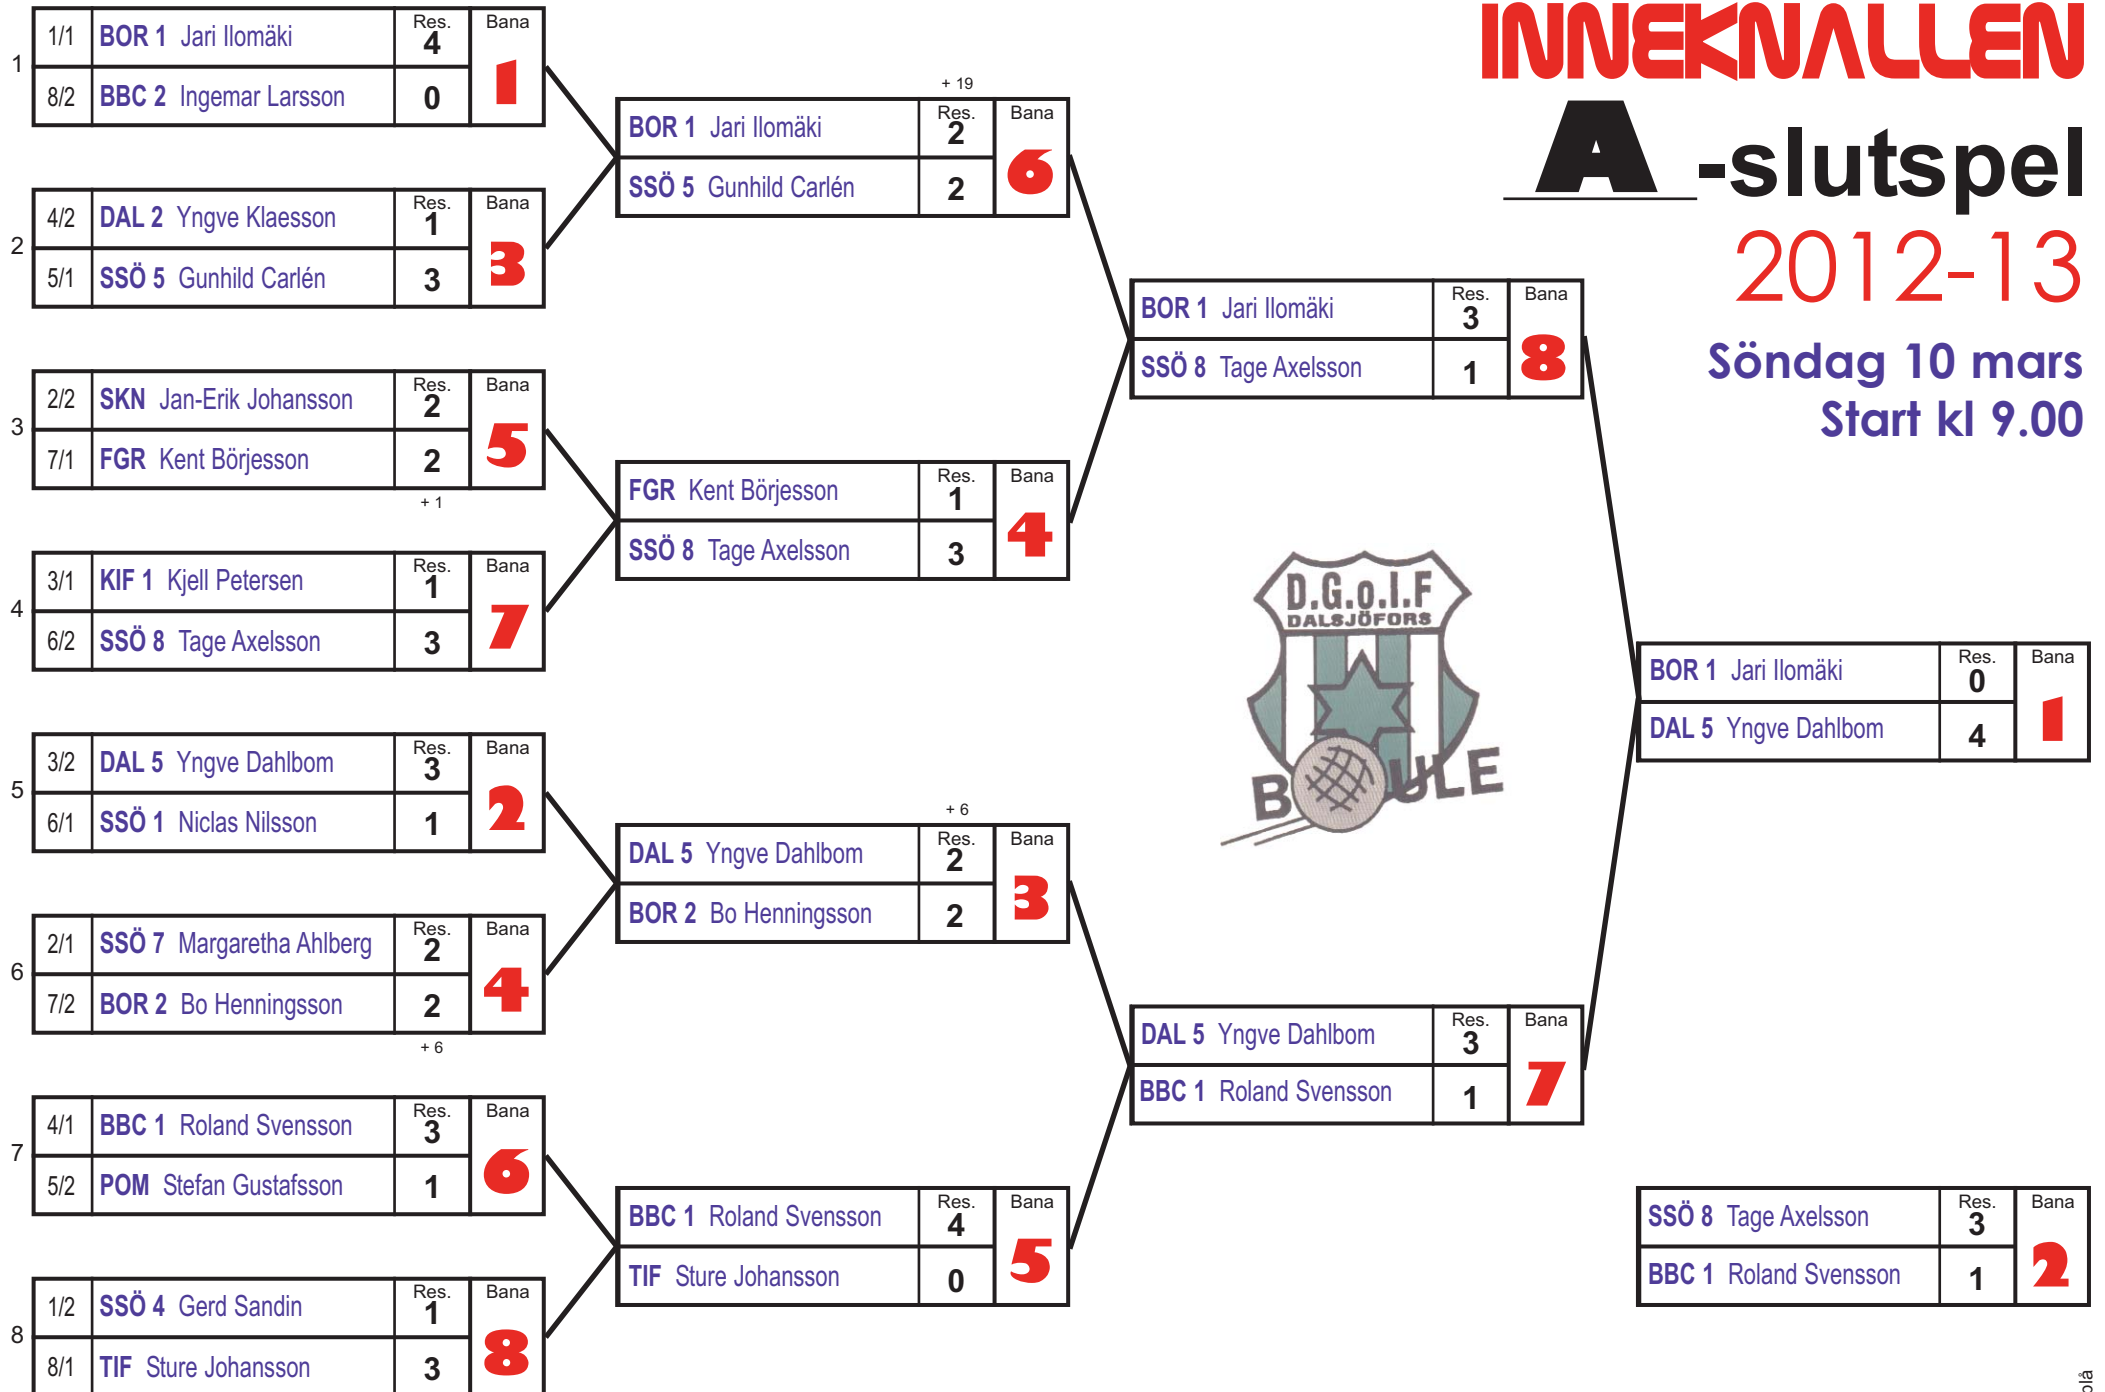 INNEKNALLEN
A-slutspel
2012-13
Söndag 10 mars
Start kl 9.00
1
1/1 BOR 1 Jari Ilomäki Res. 4 Bana 1
8/2 BBC 2 Ingemar Larsson 0
2
4/2 DAL 2 Yngve Klaesson Res. 1 Bana 3
5/1 SSÖ 5 Gunhild Carlén 3
3
2/2 SKN Jan-Erik Johansson Res. 2 Bana 5
7/1 FGR Kent Börjesson 2
+ 1
4
3/1 KIF 1 Kjell Petersen Res. 1 Bana 7
6/2 SSÖ 8 Tage Axelsson 3
5
3/2 DAL 5 Yngve Dahlbom Res. 3 Bana 2
6/1 SSÖ 1 Niclas Nilsson 1
6
2/1 SSÖ 7 Margaretha Ahlberg Res. 2 Bana 4
7/2 BOR 2 Bo Henningsson 2
+ 6
7
4/1 BBC 1 Roland Svensson Res. 3 Bana 6
5/2 POM Stefan Gustafsson 1
8
1/2 SSÖ 4 Gerd Sandin Res. 1 Bana 8
8/1 TIF Sture Johansson 3
+ 19
BOR 1 Jari Ilomäki Res. 2 Bana 6
SSÖ 5 Gunhild Carlén 2
FGR Kent Börjesson Res. 1 Bana 4
SSÖ 8 Tage Axelsson 3
+ 6
DAL 5 Yngve Dahlbom Res. 2 Bana 3
BOR 2 Bo Henningsson 2
BBC 1 Roland Svensson Res. 4 Bana 5
TIF Sture Johansson 0
BOR 1 Jari Ilomäki Res. 3 Bana 8
SSÖ 8 Tage Axelsson 1
DAL 5 Yngve Dahlbom Res. 3 Bana 7
BBC 1 Roland Svensson 1
D.G.o.I.F
DALSJÖFORS
BOULE
BOR 1 Jari Ilomäki Res. 0 Bana 1
DAL 5 Yngve Dahlbom 4
SSÖ 8 Tage Axelsson Res. 3 Bana 2
BBC 1 Roland Svensson 1